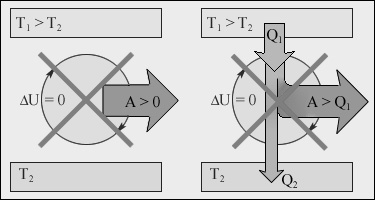 T₁ > T₂
ΔU = 0
A > 0
T₂
T₁ > T₂
Q₁
ΔU = 0
A > Q₁
T₂
Q₂